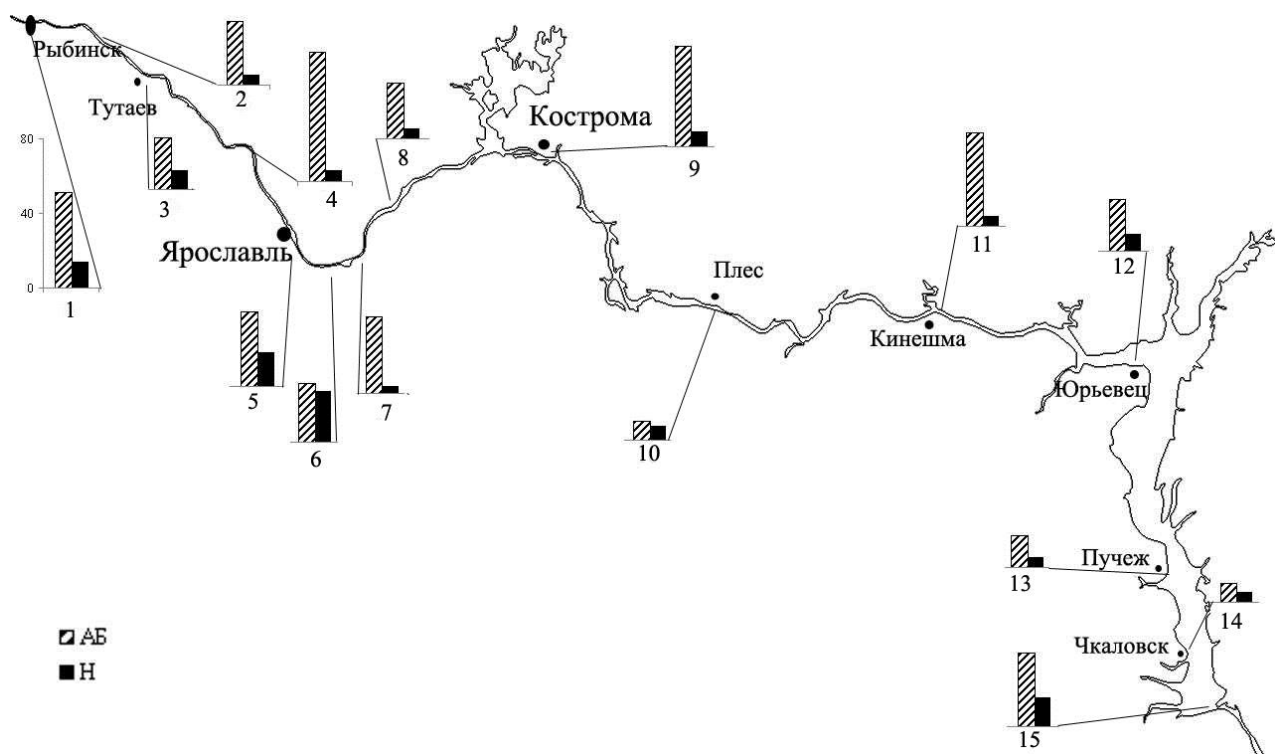 Рыбинск
2
Тутаев
80
40
0
1
3
4
8
Кострома
9
Ярославль
5
6
7
Плес
10
Кинешма
11
12
Юрьевец
Пучеж
13
14
Чкаловск
15
АБ
Н